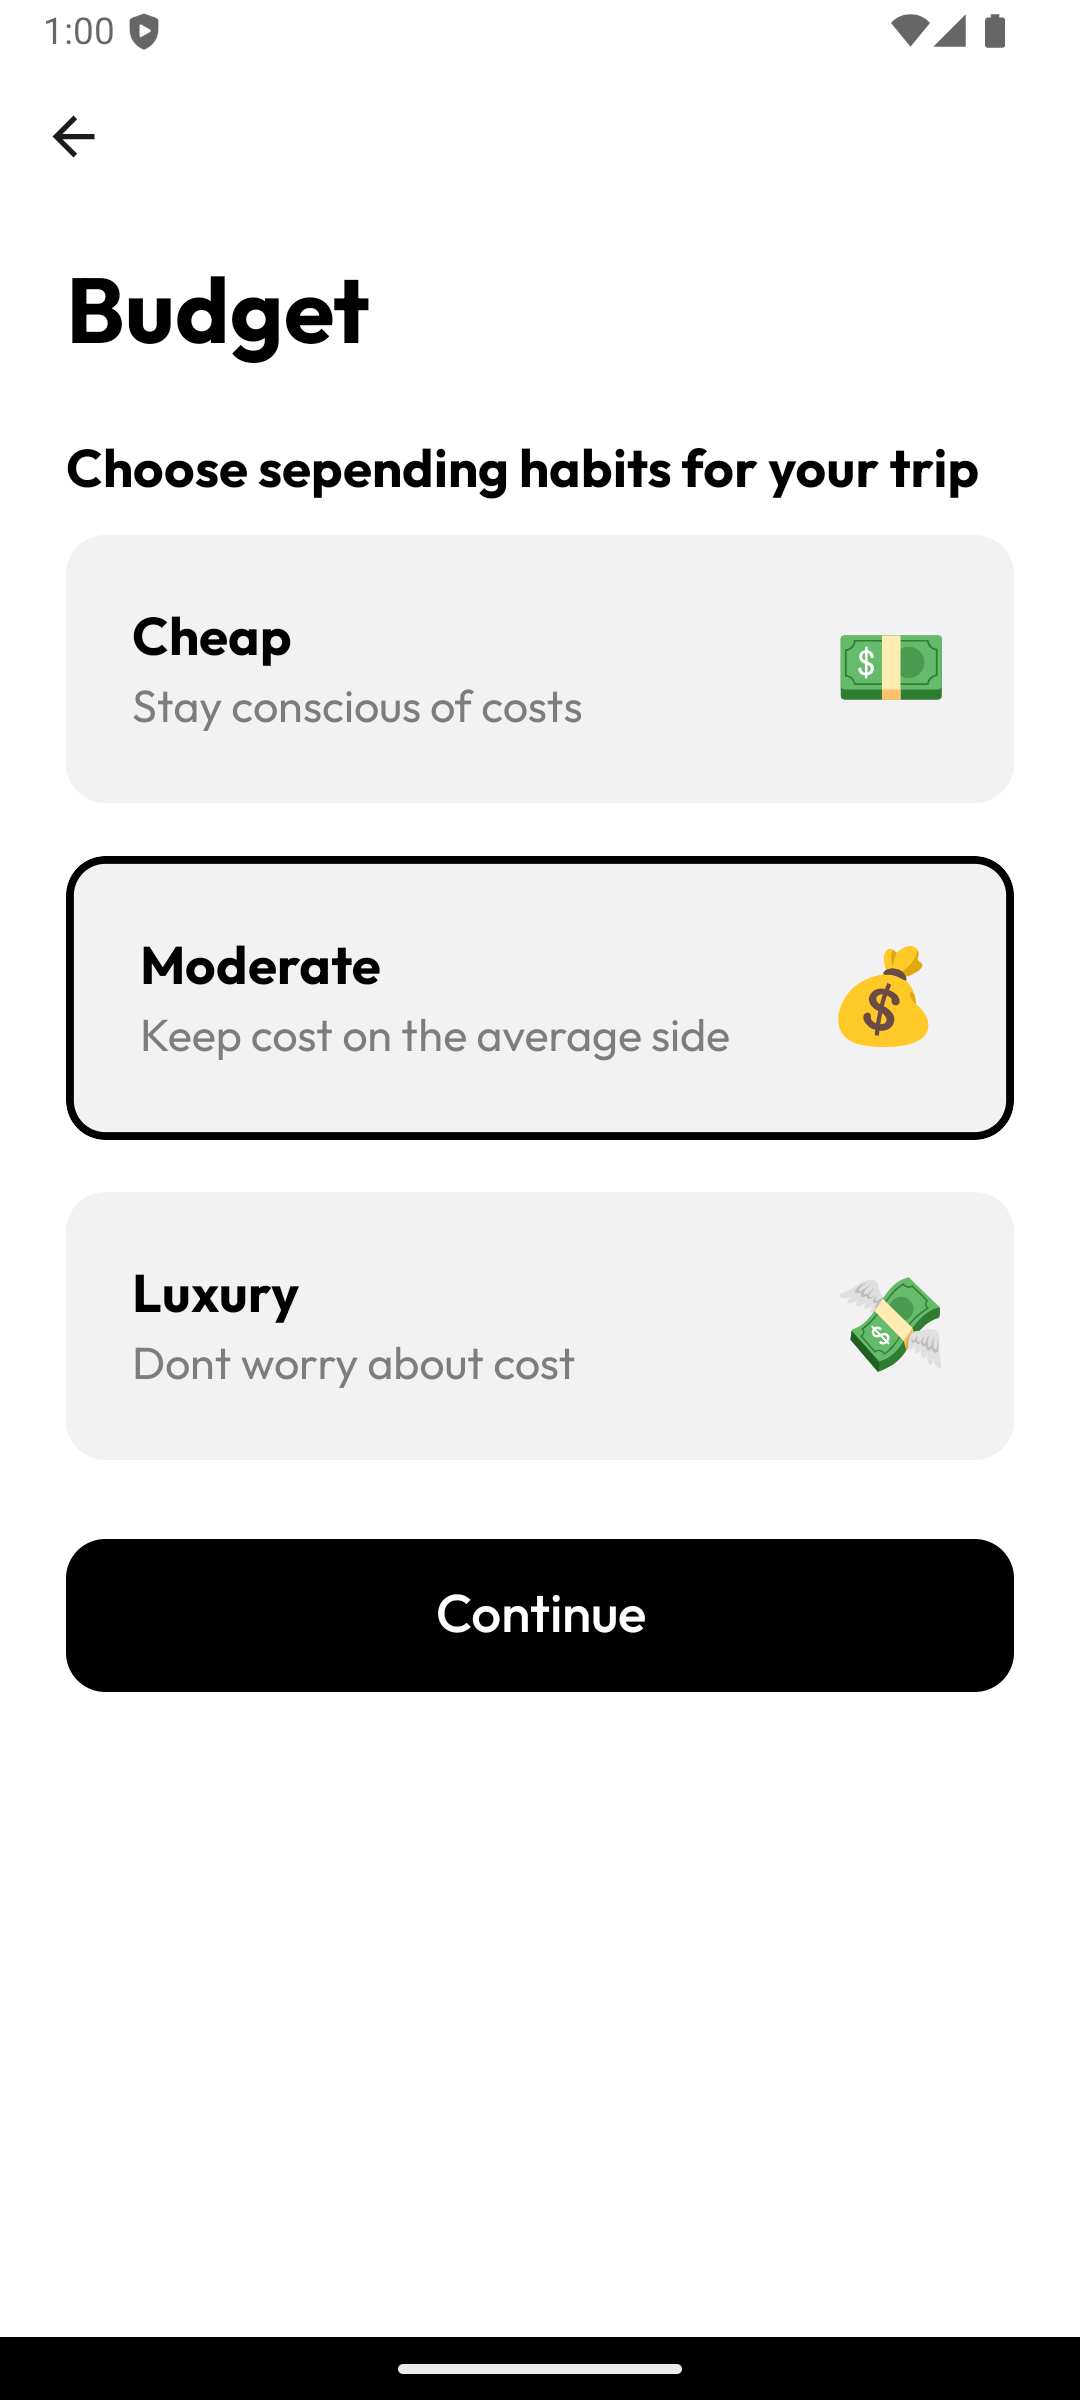 1:00
Budget
Choose sepending habits for your trip
Cheap
Stay conscious of costs
Moderate
Keep cost on the average side
Luxury
Dont worry about cost
Continue